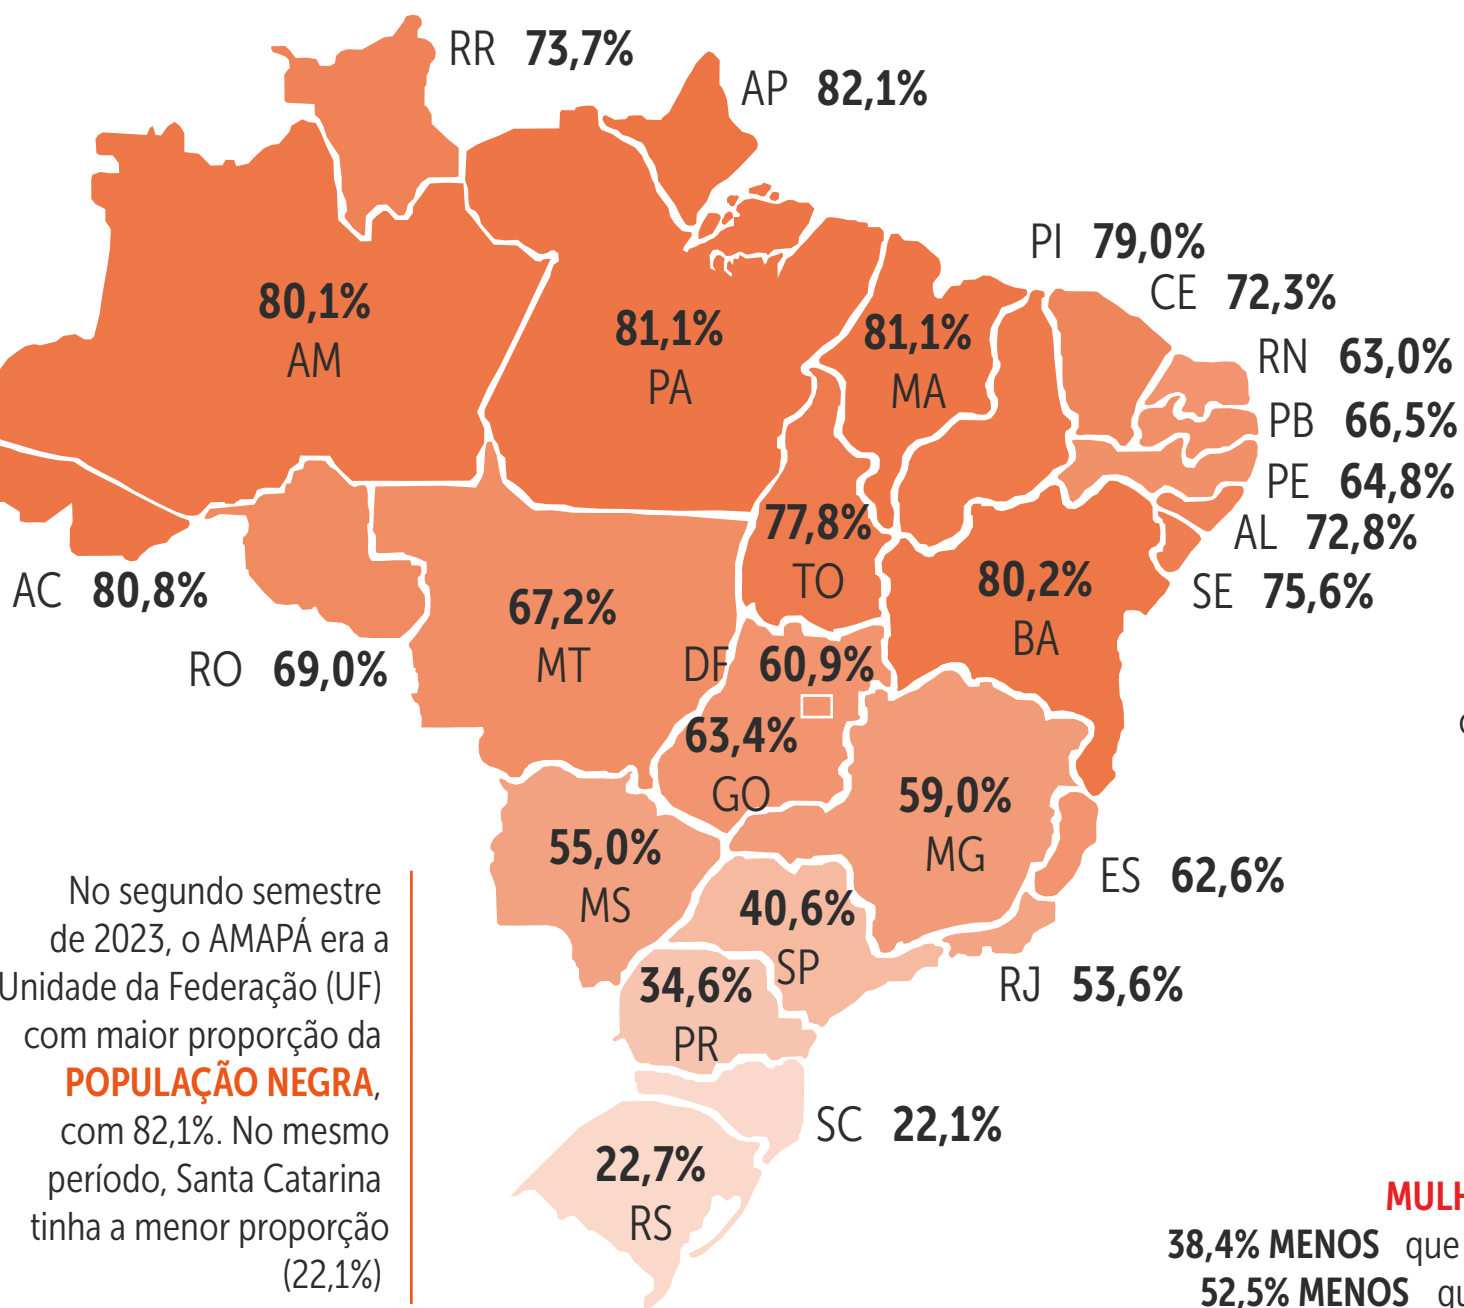 RR 73,7%
AP 82,1%
PI 79,0%
CE 72,3%
80,1%
AM
81,1%
PA
81,1%
MA
RN 63,0%
PB 66,5%
PE 64,8%
77,8%
TO
AL 72,8%
80,2%
BA
AC 80,8%
SE 75,6%
67,2%
MT
RO 69,0%
DF 60,9%
63,4%
GO
59,0%
MG
55,0%
MS
ES 62,6%
40,6%
SP
34,6%
PR
RJ 53,6%
SC 22,1%
22,7%
RS
No segundo semestre
de 2023, o AMAPÁ era a
Unidade da Federação (UF)
com maior proporção da
POPULAÇÃO NEGRA,
com 82,1%. No mesmo
período, Santa Catarina
tinha a menor proporção
(22,1%)
38,4% MENOS que
52,5% MENOS